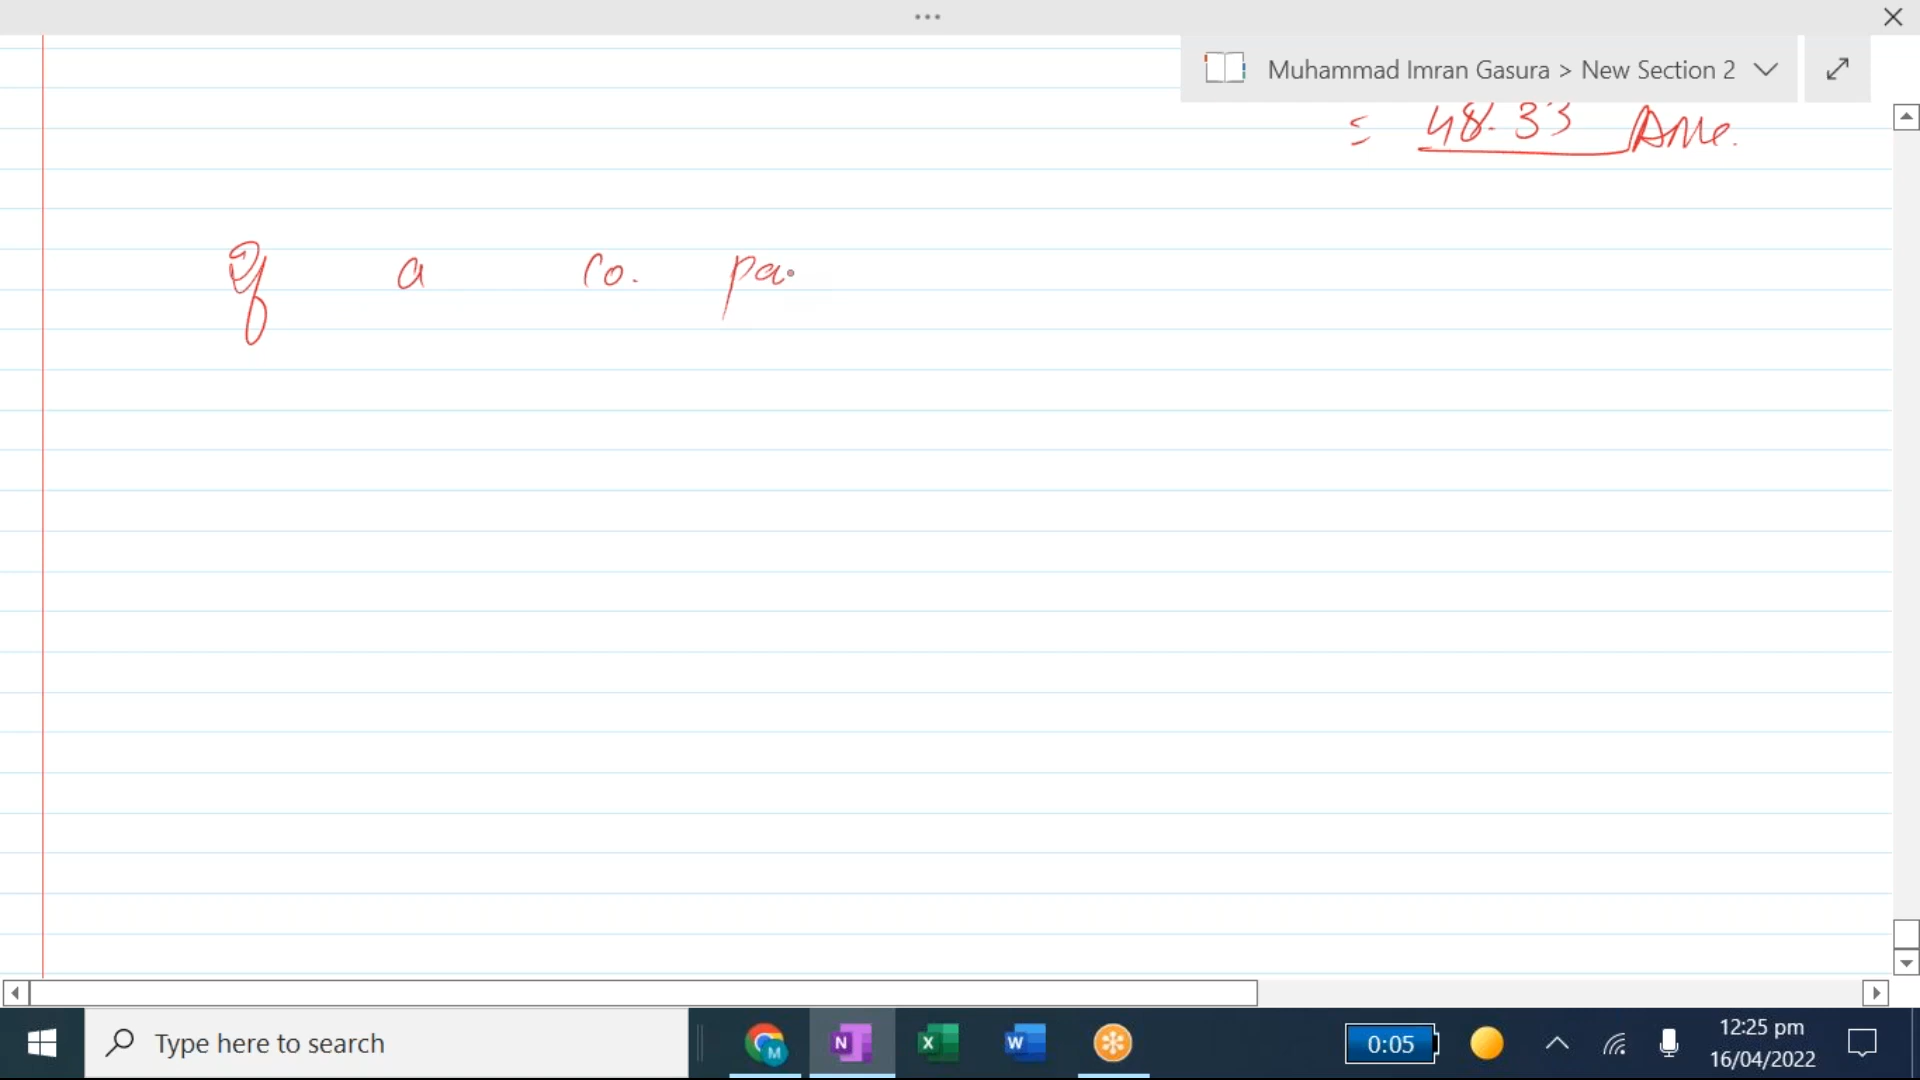 Muhammad Imran Gasura > New Section 2
= 48.33 Ans.
If a co. pa
Type here to search
0:05
12:25 pm
16/04/2022